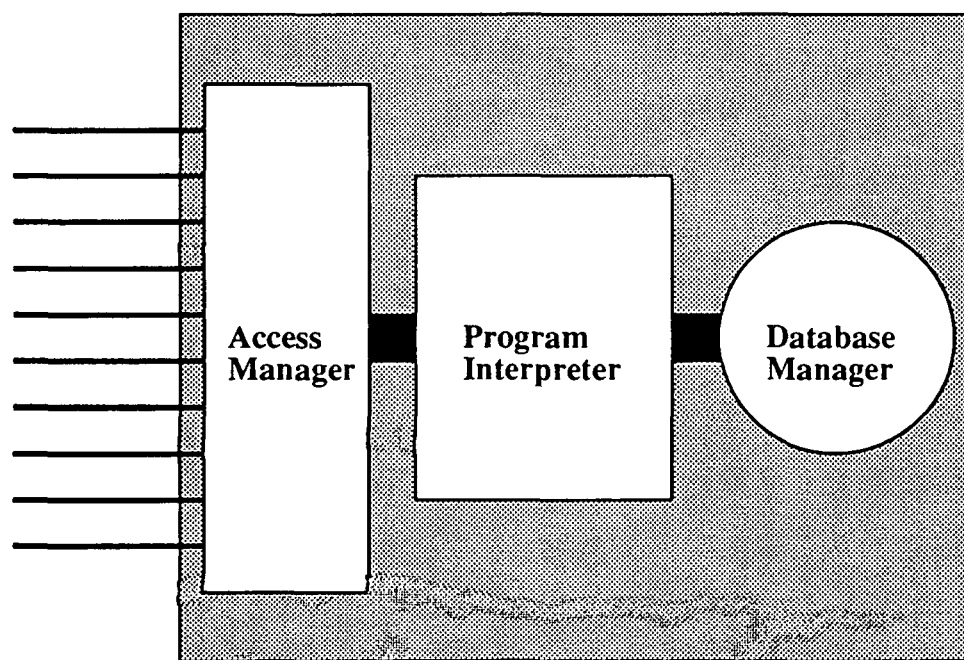 Access
Manager
Program
Interpreter
Database
Manager